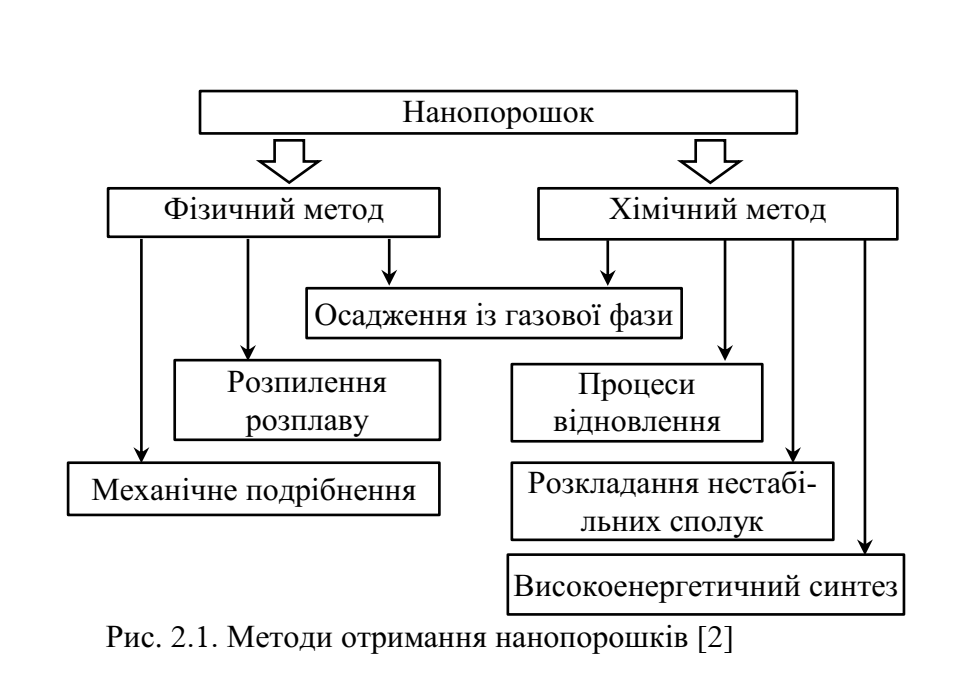 Нанопорошок
Фізичний метод
Хімічний метод
Осадження із газової фази
Розпилення
розплаву
Процеси
відновлення
Механічне подрібнення
Розкладання нестабі-
льних сполук
Високоенергетичний синтез
Рис. 2.1. Методи отримання нанопорошків [2]